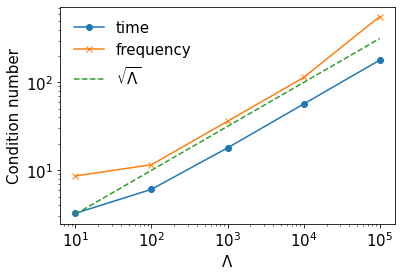 time
frequency
√Λ
Condition number
10²
10¹
10¹ 10² 10³ 10⁴ 10⁵
Λ